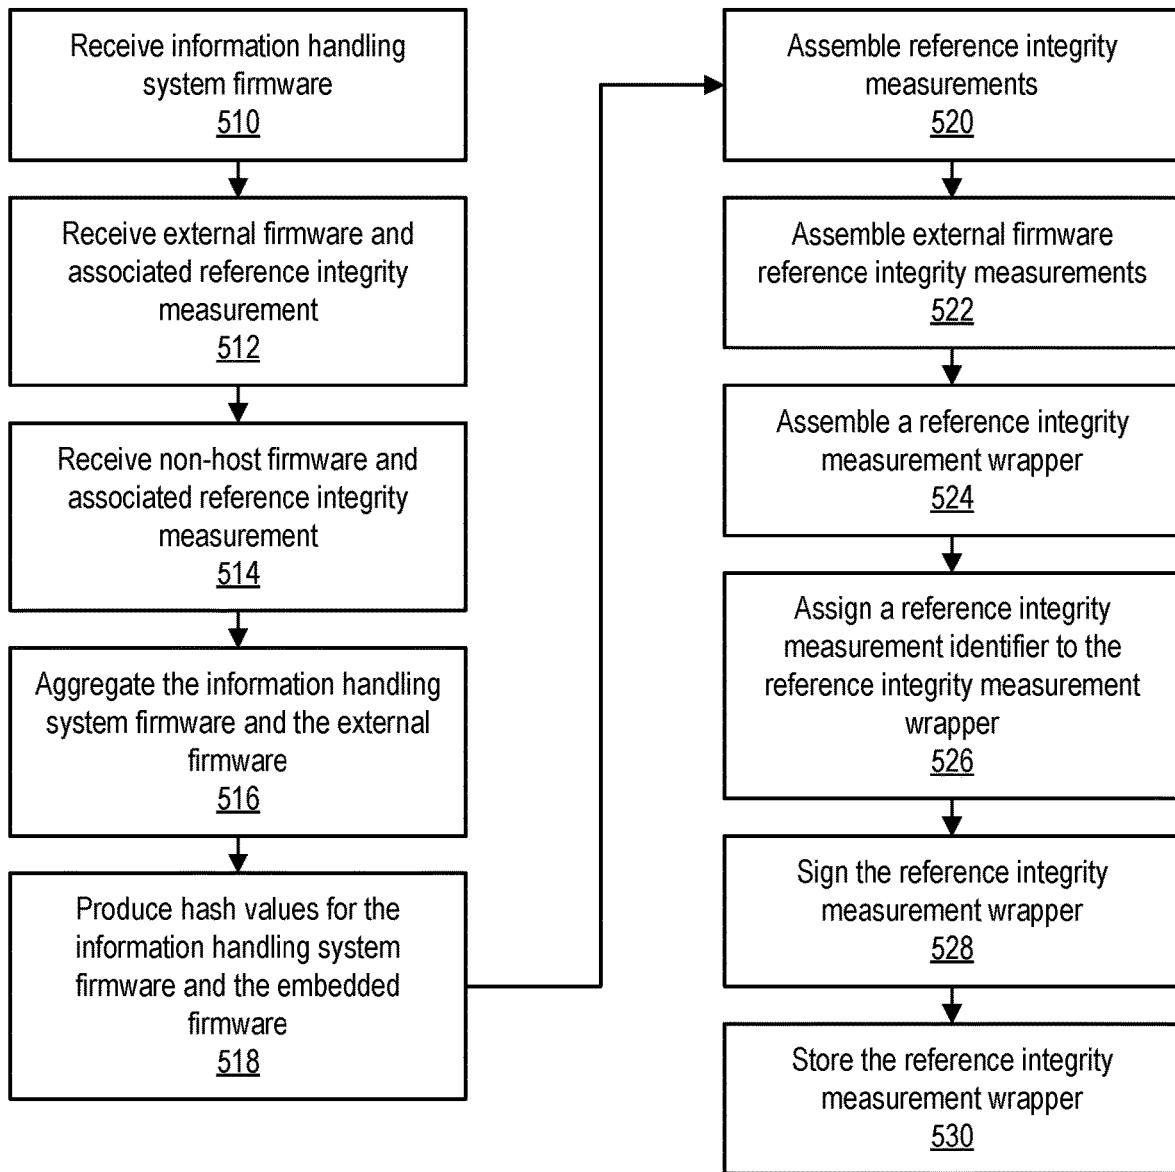 Receive information handling
system firmware
510
Receive external firmware and
associated reference integrity
measurement
512
Receive non-host firmware and
associated reference integrity
measurement
514
Aggregate the information handling
system firmware and the external
firmware
516
Produce hash values for the
information handling system
firmware and the embedded
firmware
518
Assemble reference integrity
measurements
520
Assemble external firmware
reference integrity measurements
522
Assemble a reference integrity
measurement wrapper
524
Assign a reference integrity
measurement identifier to the
reference integrity measurement
wrapper
526
Sign the reference integrity
measurement wrapper
528
Store the reference integrity
measurement wrapper
530